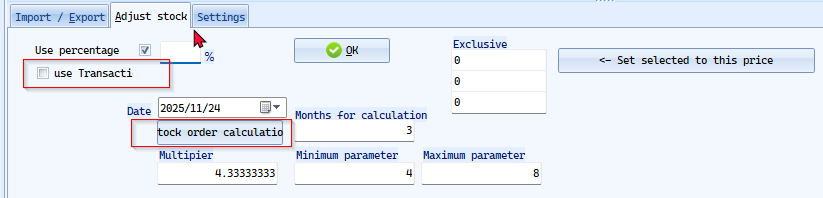 Import / Export Adjust stock Settings
Use percentage %
OK
Exclusive
0
<- Set selected to this price
use Transacti
0
0
Date 2025/11/24
Months for calculation
tock order calculatio
3
Multipier Minimum parameter Maximum parameter
4.33333333 4 8